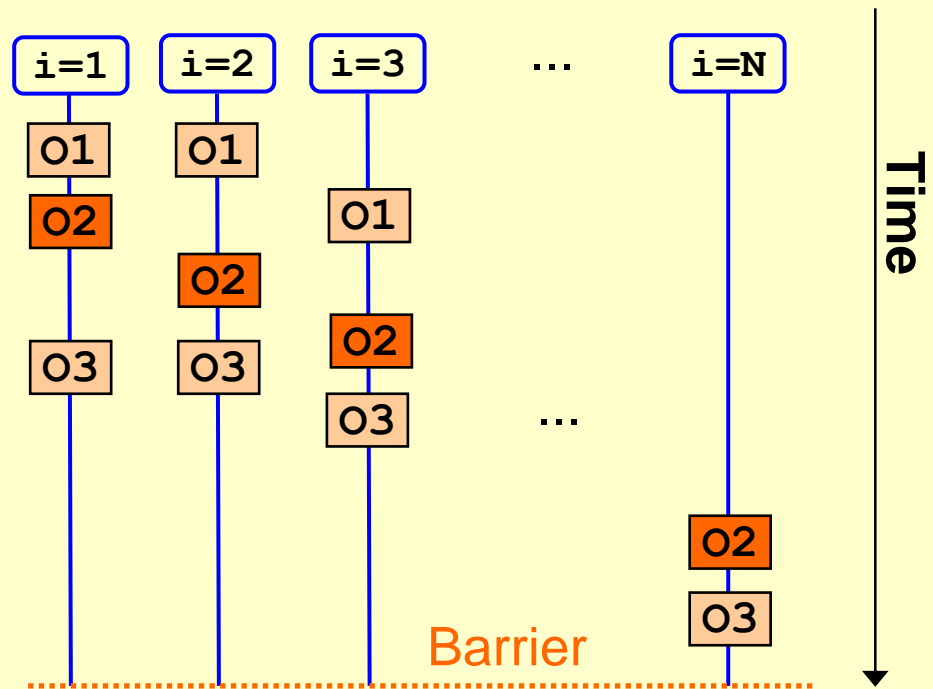 i=1 i=2 i=3 ... i=N
O1 O1
O1
O2
O2
O2
O3 O3
O3 ...
O2
O3
Barrier
Time